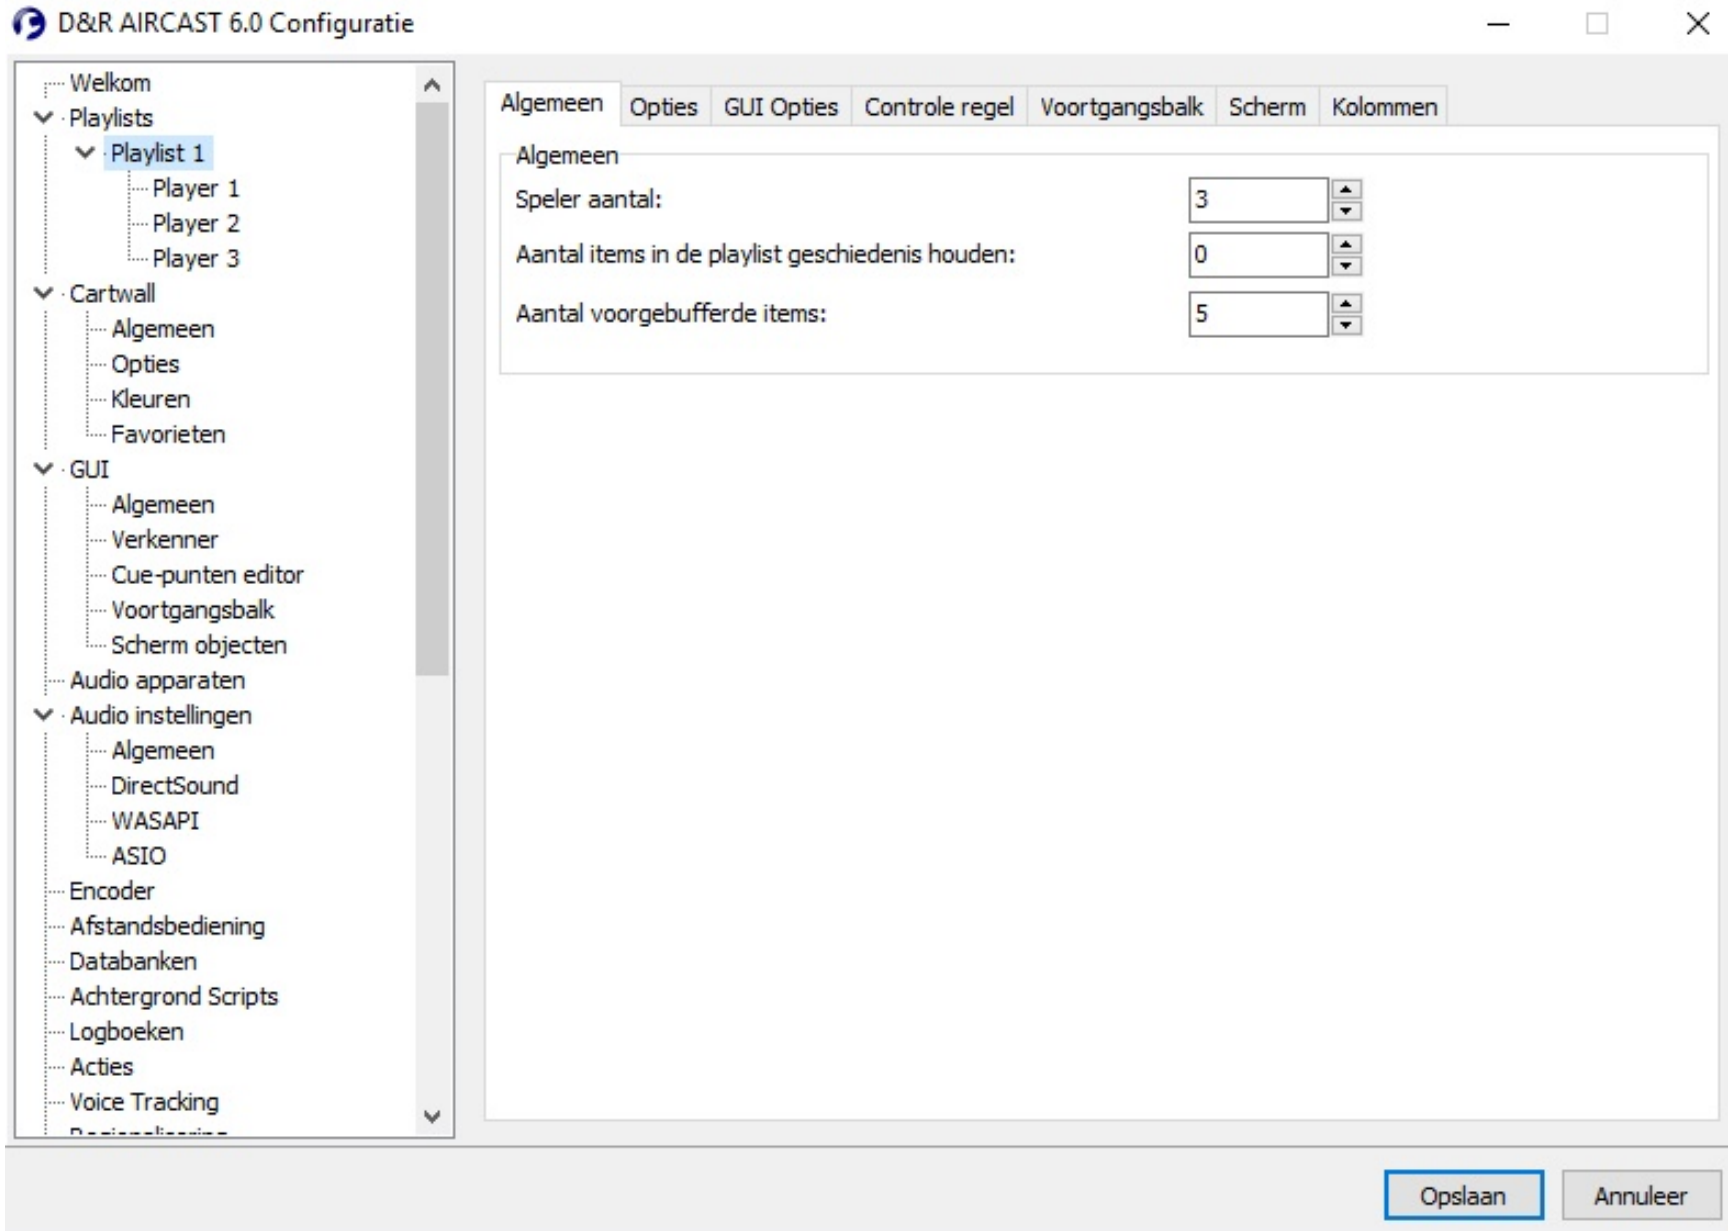 D&R AIRCAST 6.0 Configuratie
Welkom
Playlists
Playlist 1
Player 1
Player 2
Player 3
Cartwall
Algemeen
Opties
Kleuren
Favorieten
GUI
Algemeen
Verkenner
Cue-punten editor
Voortgangsbalk
Scherm objecten
Audio apparaten
Audio instellingen
Algemeen
DirectSound
WASAPI
ASIO
Encoder
Afstandsbediening
Databanken
Achtergrond Scripts
Logboeken
Acties
Voice Tracking
Algemeen Opties GUI Opties Controle regel Voortgangsbalk Scherm Kolommen
Algemeen
Speler aantal: 3
Aantal items in de playlist geschiedenis houden: 0
Aantal voorgebufferde items: 5
Opslaan Annuleer